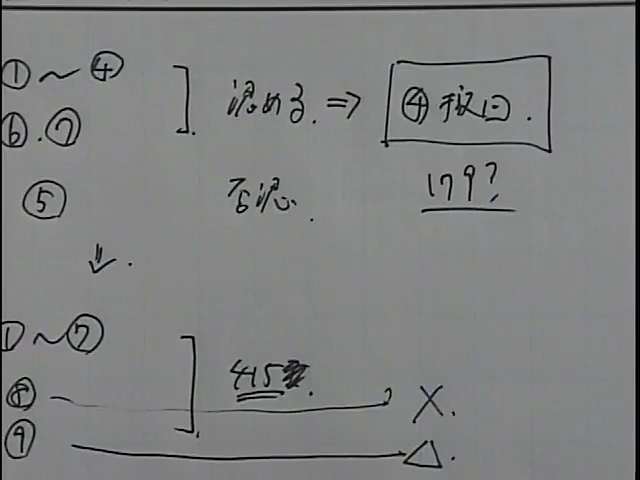 ①～④
⑥.⑦ ] 認める. ⇒ ④撤回.
⑤ 否認. 179?
⇓.
①～⑦
⑧ ] 415 . → X.
⑨ → △.